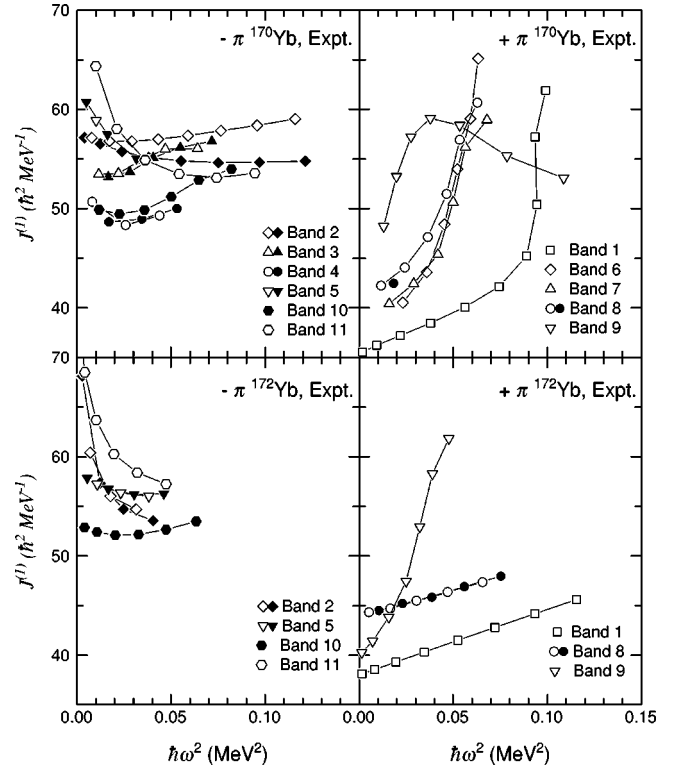 70
60
50
40
70
60
50
40
J⁽¹⁾ (ℏ² MeV⁻¹)
J⁽¹⁾ (ℏ² MeV⁻¹)
- π ¹⁷⁰Yb, Expt.
Band 2
Band 3
Band 4
Band 5
Band 10
Band 11
+ π ¹⁷⁰Yb, Expt.
Band 1
Band 6
Band 7
Band 8
Band 9
- π ¹⁷²Yb, Expt.
Band 2
Band 5
Band 10
Band 11
+ π ¹⁷²Yb, Expt.
Band 1
Band 8
Band 9
0.00 0.05 0.10 0.00 0.05 0.10 0.15
ℏω² (MeV²) ℏω² (MeV²)